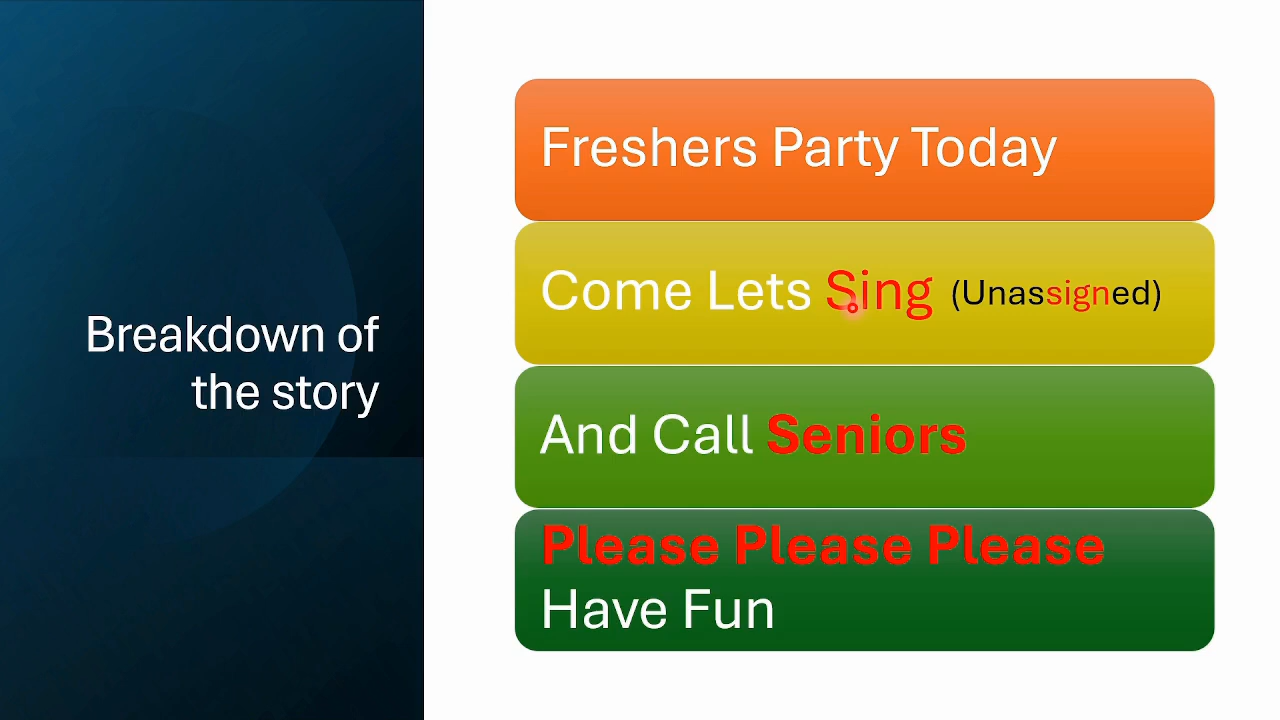 Breakdown of
the story
Freshers Party Today
Come Lets Sing (Unassigned)
And Call Seniors
Please Please Please
Have Fun